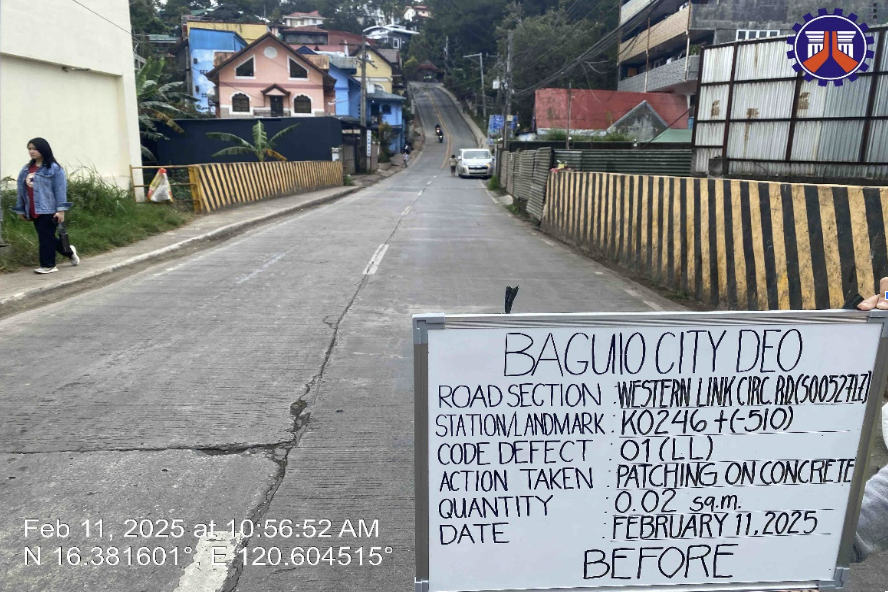 BAGUIO CITY DEO
ROAD SECTION : WESTERN LINK CIRC. RD(S00527LZ)
STATION/LANDMARK : K0246 + (-510)
CODE DEFECT : 01 (LL)
ACTION TAKEN : PATCHING ON CONCRETE
QUANTITY : 0.02 sq.m.
DATE : FEBRUARY 11, 2025
BEFORE
Feb 11, 2025 at 10:56:52 AM
N 16.381601°, E 120.604515°